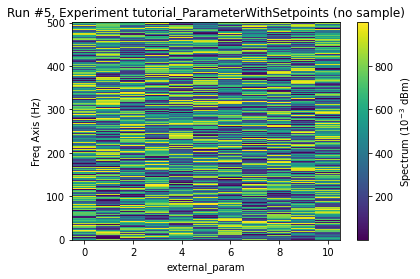 Run #5, Experiment tutorial_ParameterWithSetpoints (no sample)
500
400
300
200
100
0
Freq Axis (Hz)
0 2 4 6 8 10
external_param
800
600
400
200
Spectrum (10⁻³ dBm)